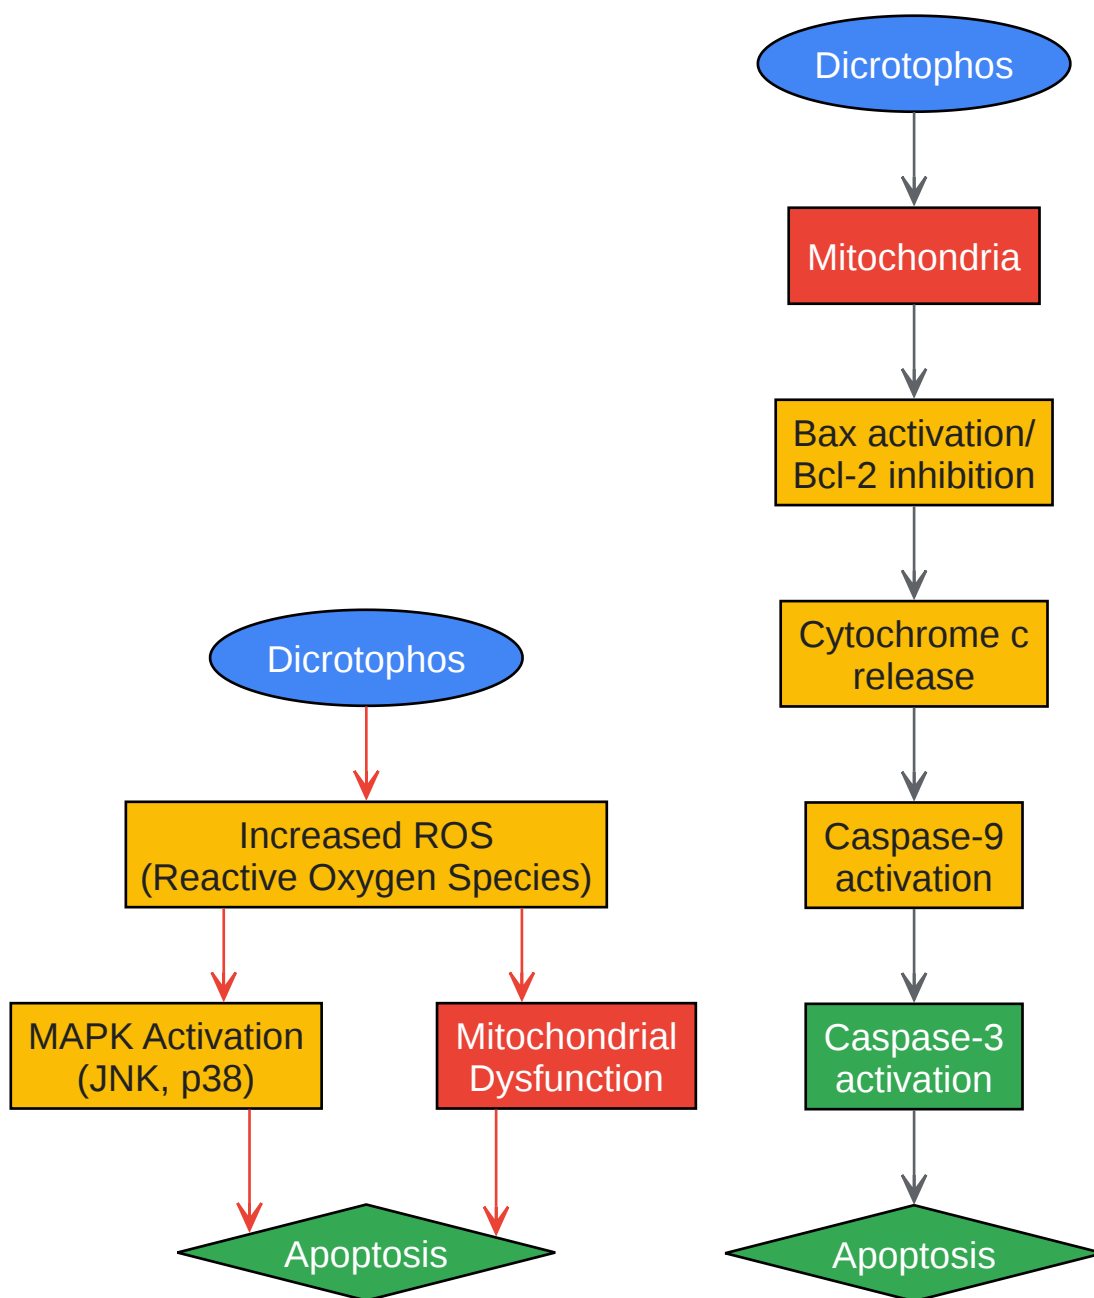 Dicrotophos
Mitochondria
Bax activation/
Bcl-2 inhibition
Cytochrome c
release
Caspase-9
activation
Caspase-3
activation
Apoptosis
Dicrotophos
Increased ROS
(Reactive Oxygen Species)
MAPK Activation
(JNK, p38)
Mitochondrial
Dysfunction
Apoptosis